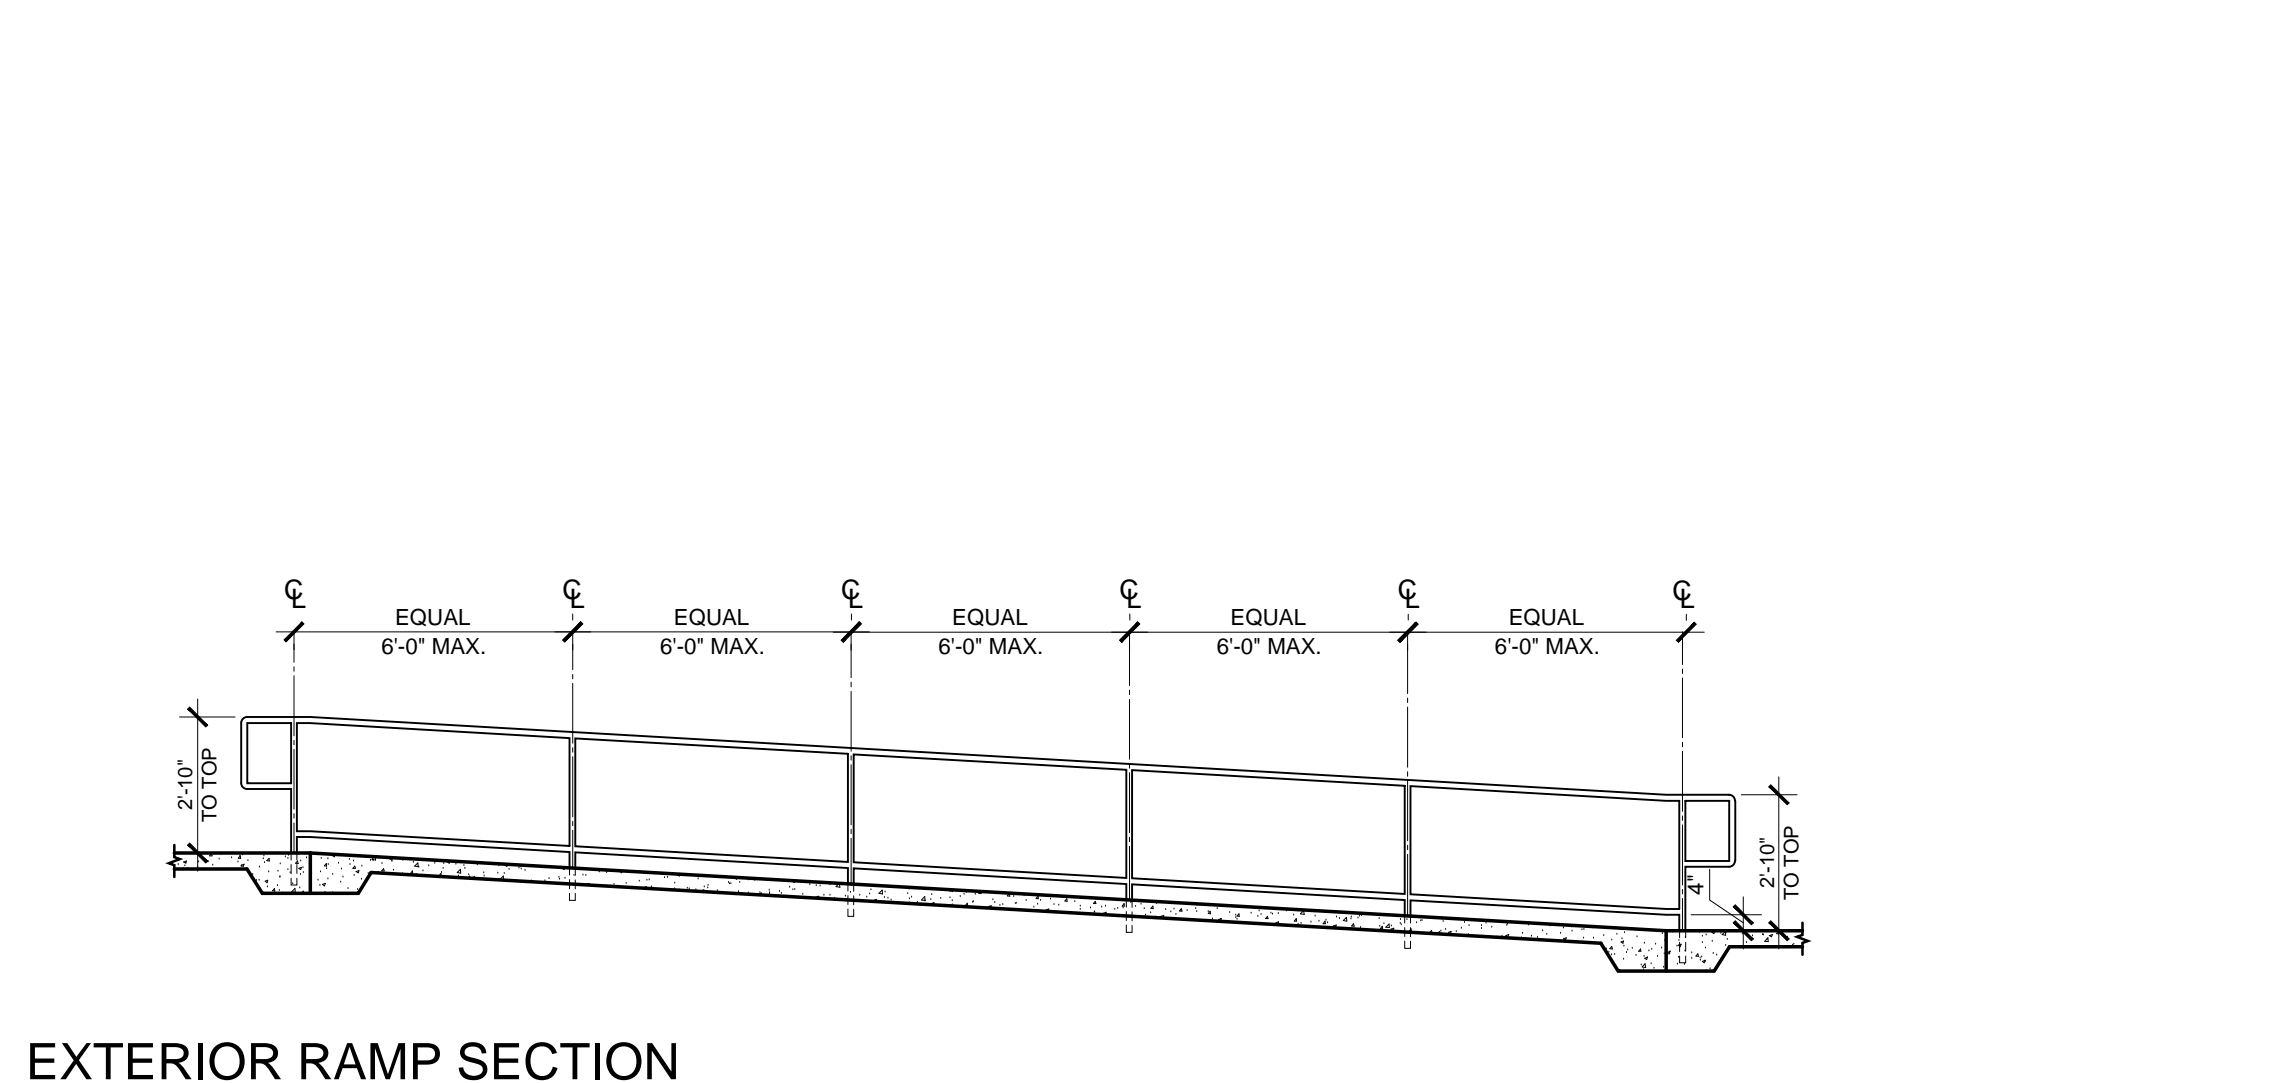 ℄ ℄ ℄ ℄ ℄ ℄
EQUAL EQUAL EQUAL EQUAL EQUAL
6'-0" MAX. 6'-0" MAX. 6'-0" MAX. 6'-0" MAX. 6'-0" MAX.
2'-10"
TO TOP
4"
2'-10"
TO TOP
EXTERIOR RAMP SECTION